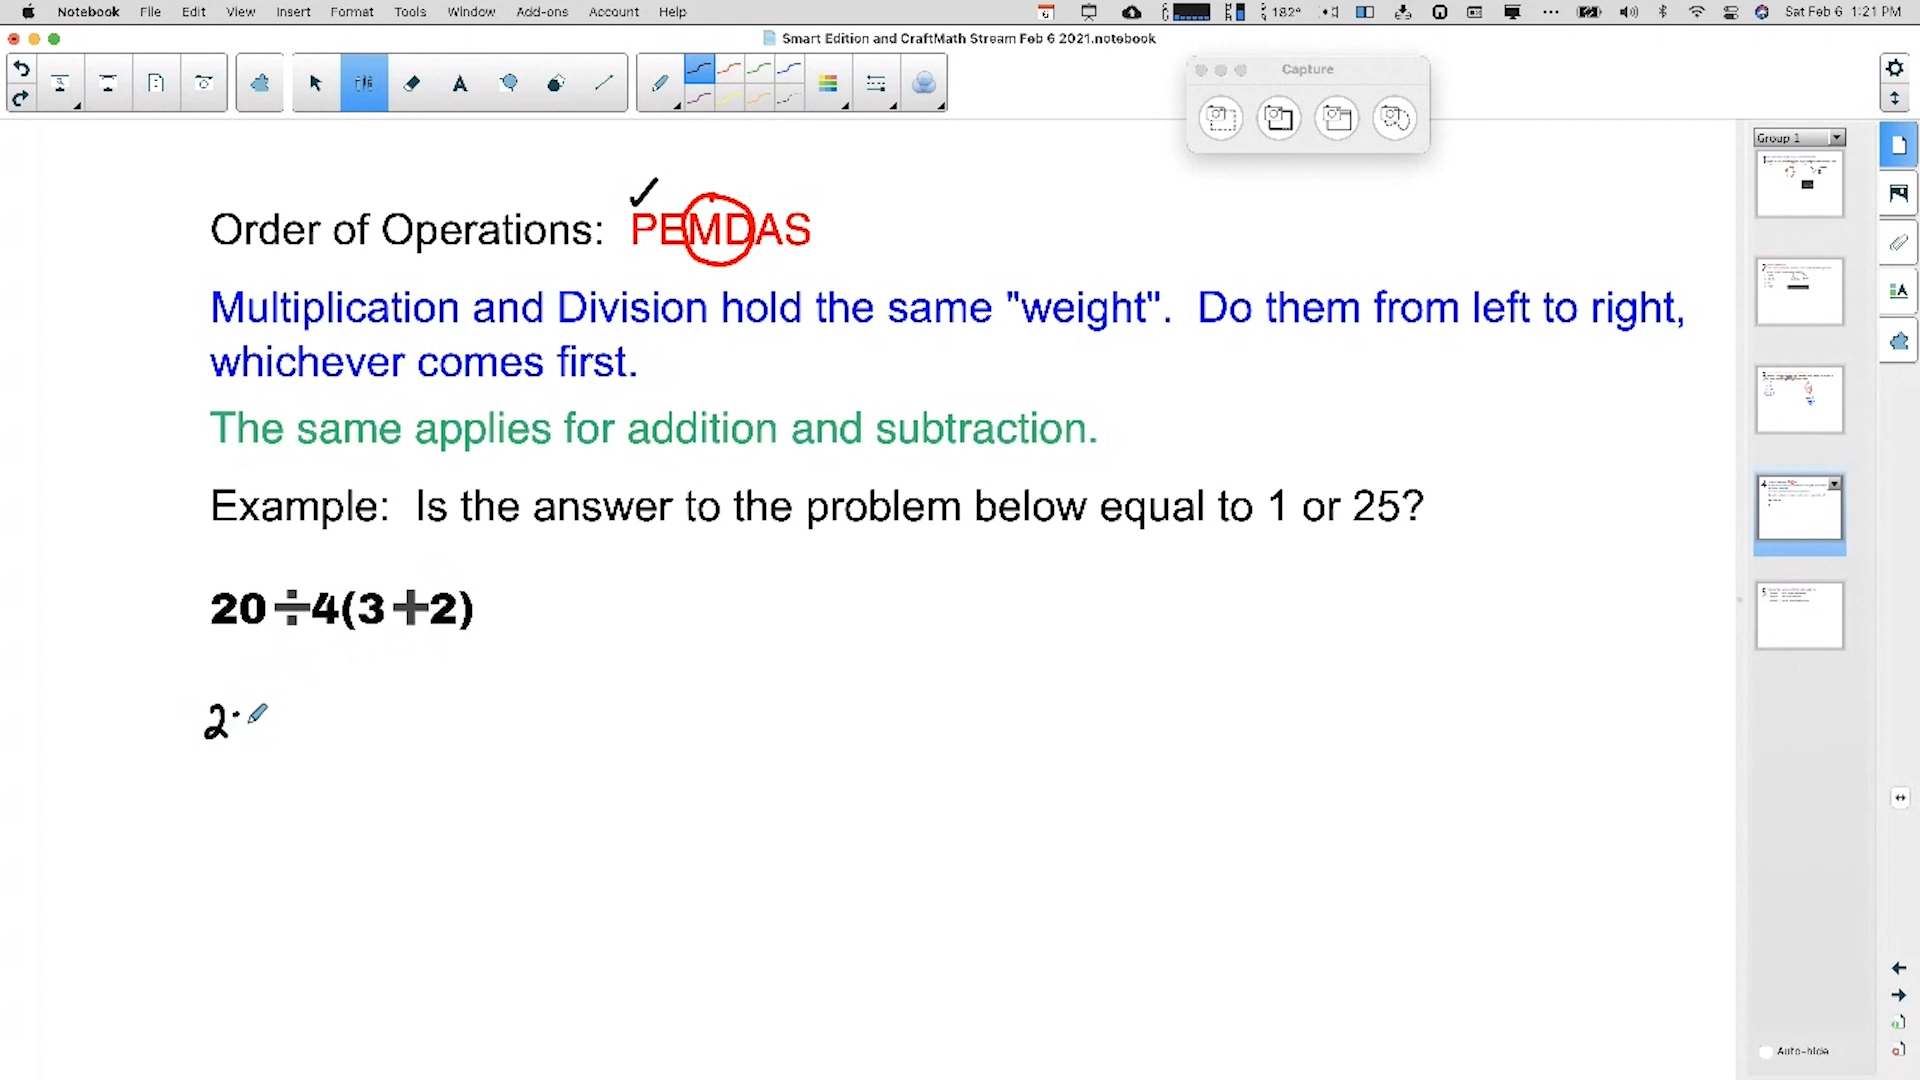 Notebook File Edit View Insert Format Tools Window Add-ons Account Help 182° Sat Feb 6 1:21 PM
Smart Edition and CraftMath Stream Feb 6 2021.notebook
Capture
Group 1
Order of Operations: PEMDAS
Multiplication and Division hold the same "weight". Do them from left to right,
whichever comes first.
The same applies for addition and subtraction.
Example: Is the answer to the problem below equal to 1 or 25?
20÷4(3+2)
2
Auto-hide